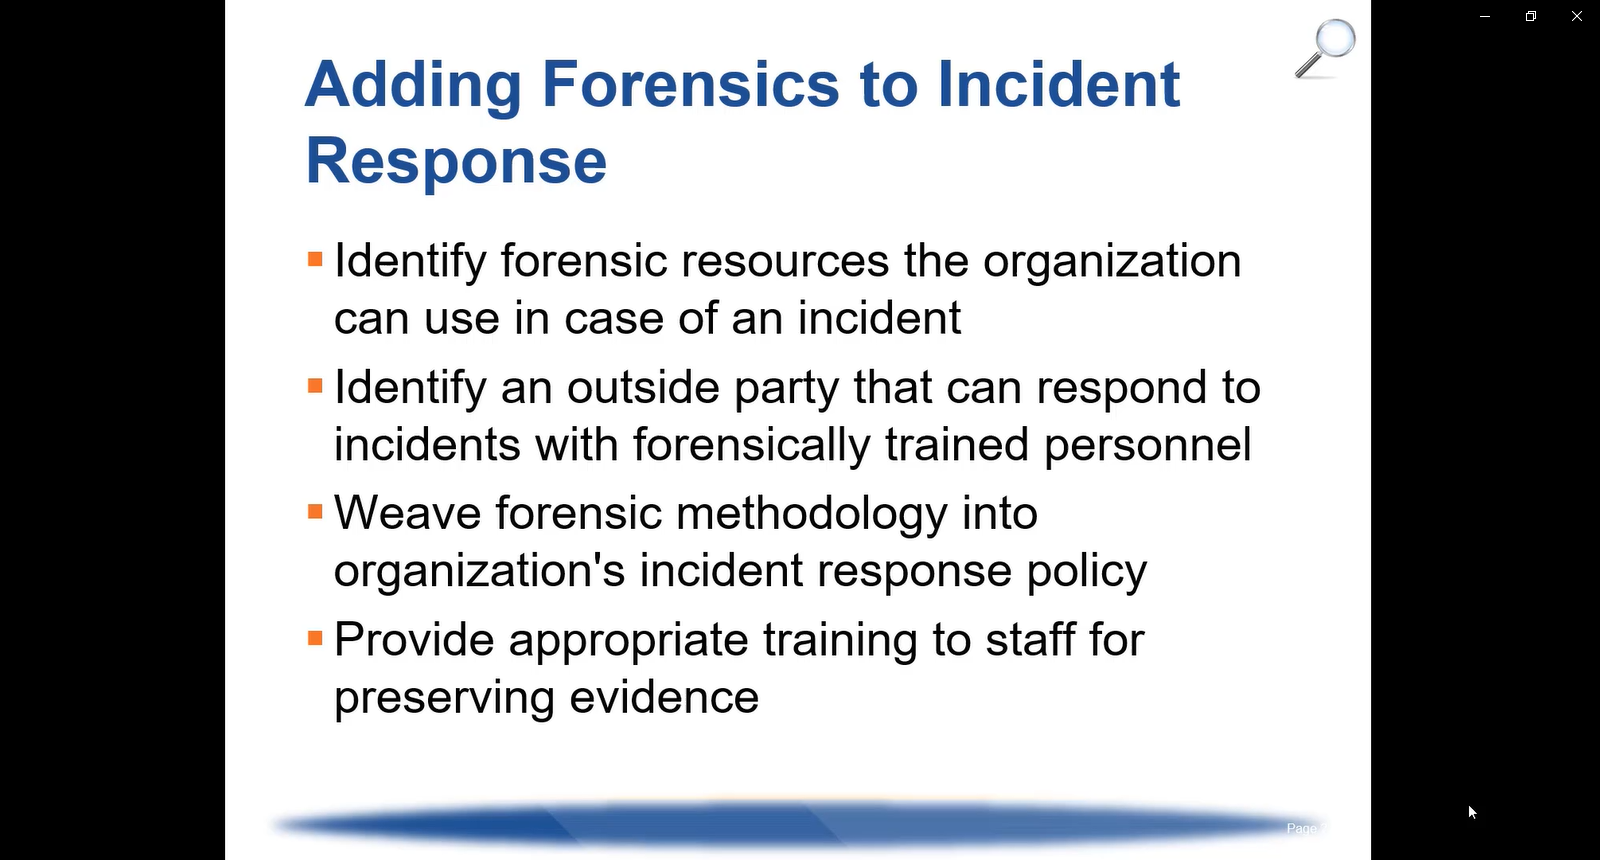 Adding Forensics to Incident
Response
Identify forensic resources the organization
can use in case of an incident
Identify an outside party that can respond to
incidents with forensically trained personnel
Weave forensic methodology into
organization's incident response policy
Provide appropriate training to staff for
preserving evidence
Page